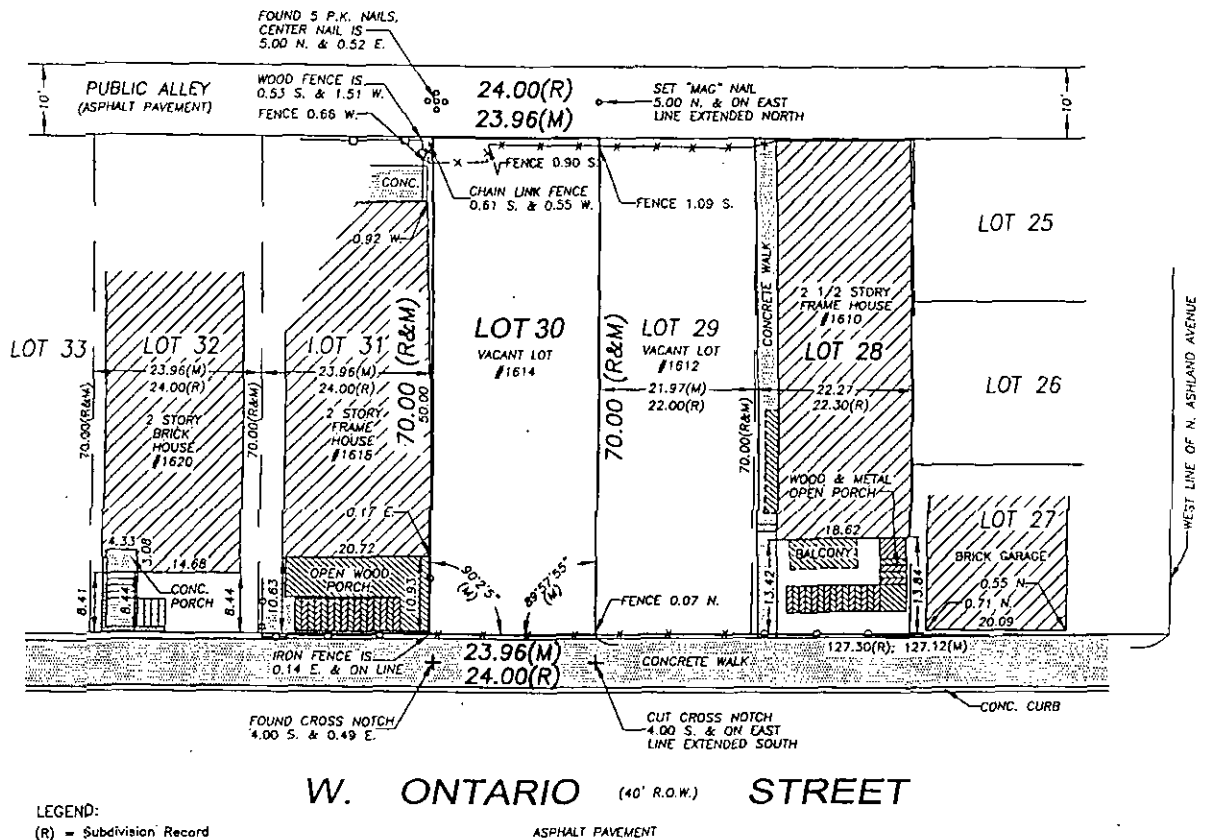 FOUND 5 P.K. NAILS,
CENTER NAIL IS
5.00 N. & 0.52 E.
10'
PUBLIC ALLEY
(ASPHALT PAVEMENT)
WOOD FENCE IS
0.53 S. & 1.51 W.
FENCE 0.66 W.
24.00(R)
23.96(M)
SET "MAG" NAIL
5.00 N. & ON EAST
LINE EXTENDED NORTH
10'
CONC.
FENCE 0.90 S.
CHAIN LINK FENCE
0.61 S. & 0.55 W.
FENCE 1.09 S.
0.92 W.
LOT 33
LOT 32
23.96(M)
24.00(R)
2 STORY
BRICK
HOUSE
#1620
70.00(R&M)
70.00(R&M)
LOT 31
23.96(M)
24.00(R)
2 STORY
FRAME
HOUSE
#1618
70.00 (R&M)
50.00
LOT 30
VACANT LOT
#1614
70.00 (R&M)
LOT 29
VACANT LOT
#1612
21.97(M)
22.00(R)
70.00(R&M)
CONCRETE WALK
2 1/2 STORY
FRAME HOUSE
#1610
LOT 28
22.27
22.30(R)
LOT 25
LOT 26
WEST LINE OF N. ASHLAND AVENUE
WOOD & METAL
OPEN PORCH
LOT 27
BRICK GARAGE
0.55 N.
0.71 N.
20.09
18.62
BALCONY
13.42
13.84
0.17 E.
20.72
OPEN WOOD
PORCH
10.63
10.93
90°2'5"
(M)
89°57'55"
(M)
FENCE 0.07 N.
4.33
3.08
14.68
CONC.
PORCH
8.41
8.44
8.44
IRON FENCE IS
0.14 E. & ON LINE
23.96(M)
24.00(R)
CONCRETE WALK
127.30(R); 127.12(M)
CONC. CURB
FOUND CROSS NOTCH
4.00 S. & 0.49 E.
CUT CROSS NOTCH
4.00 S. & ON EAST
LINE EXTENDED SOUTH
W. ONTARIO (40' R.O.W.) STREET
LEGEND:
(R) = Subdivision Record
ASPHALT PAVEMENT